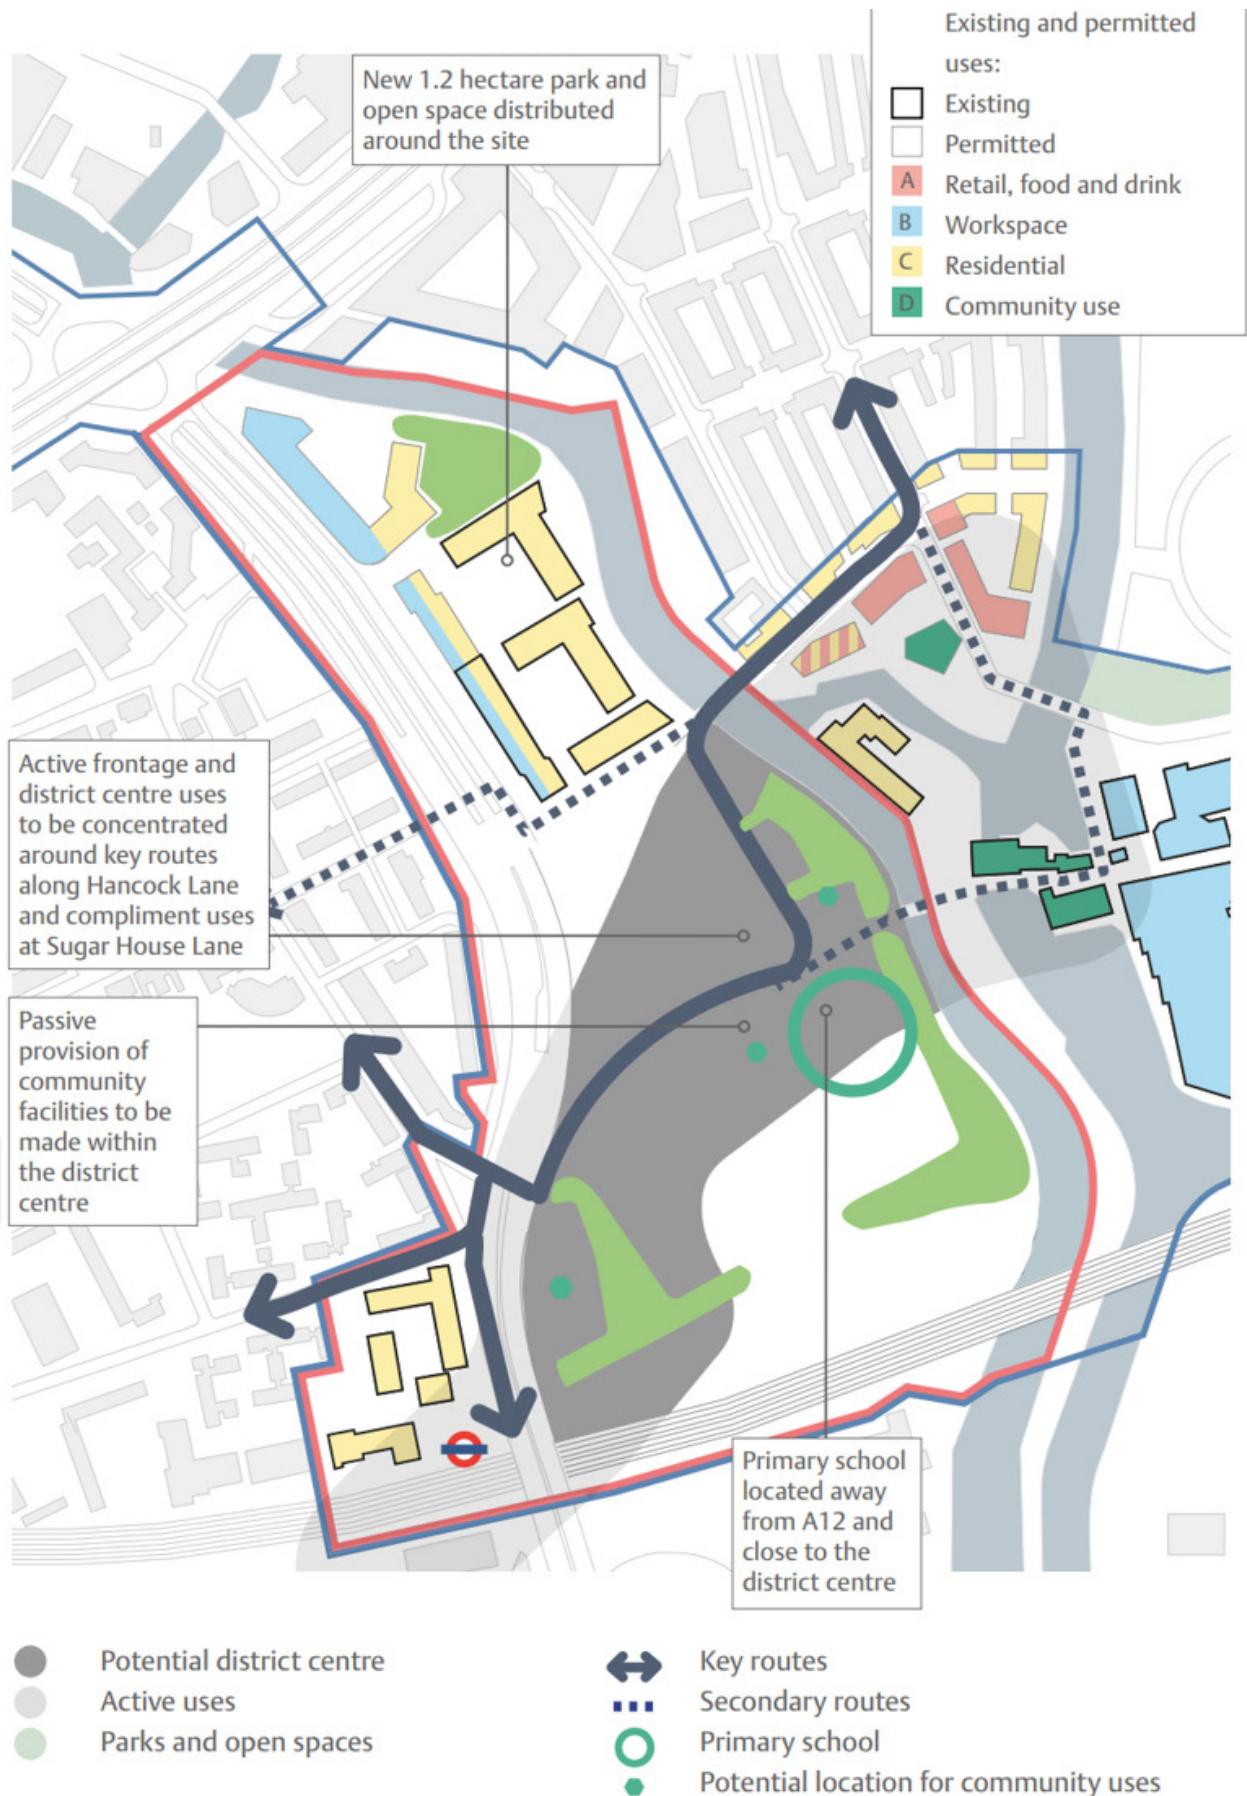 Existing and permitted
uses:
Existing
Permitted
A Retail, food and drink
B Workspace
C Residential
D Community use
New 1.2 hectare park and
open space distributed
around the site
Active frontage and
district centre uses
to be concentrated
around key routes
along Hancock Lane
and compliment uses
at Sugar House Lane
Passive
provision of
community
facilities to be
made within
the district
centre
Primary school
located away
from A12 and
close to the
district centre
Potential district centre
Active uses
Parks and open spaces
Key routes
Secondary routes
Primary school
Potential location for community uses